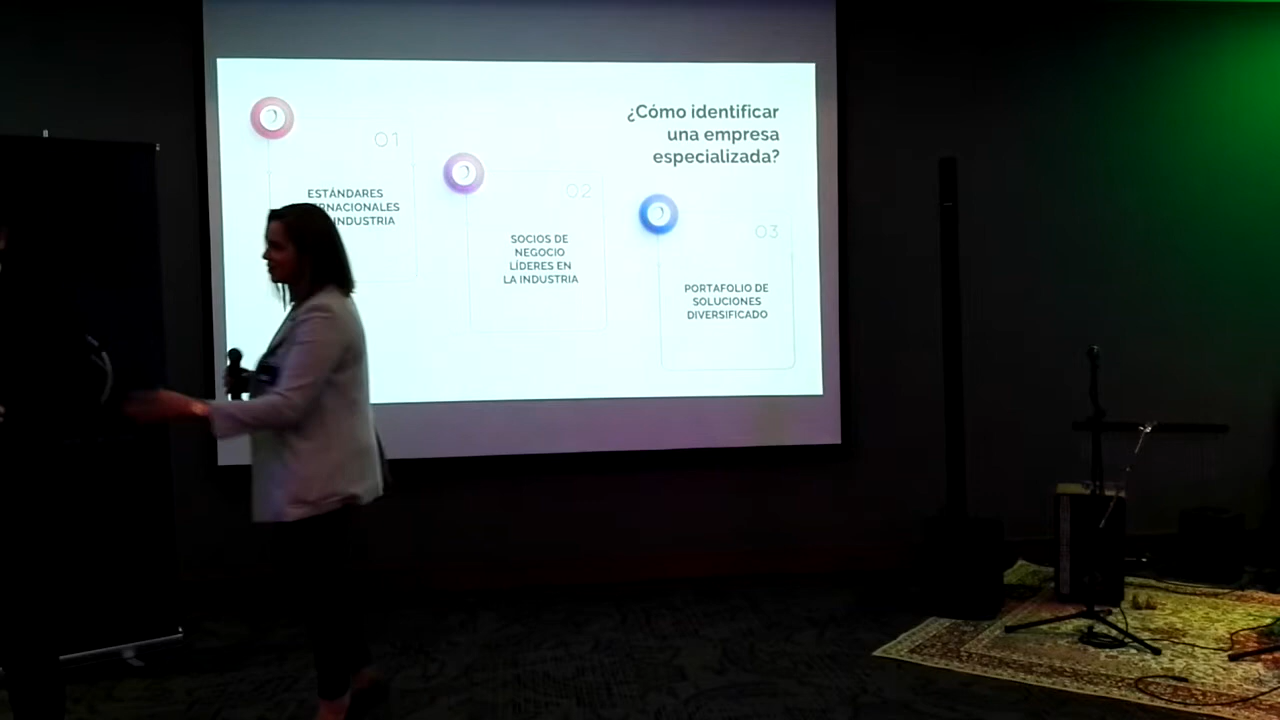 ¿Cómo identificar
una empresa
especializada?
01
ESTÁNDARES
RNACIONALES
INDUSTRIA
02
SOCIOS DE
NEGOCIO
LÍDERES EN
LA INDUSTRIA
03
PORTAFOLIO DE
SOLUCIONES
DIVERSIFICADO